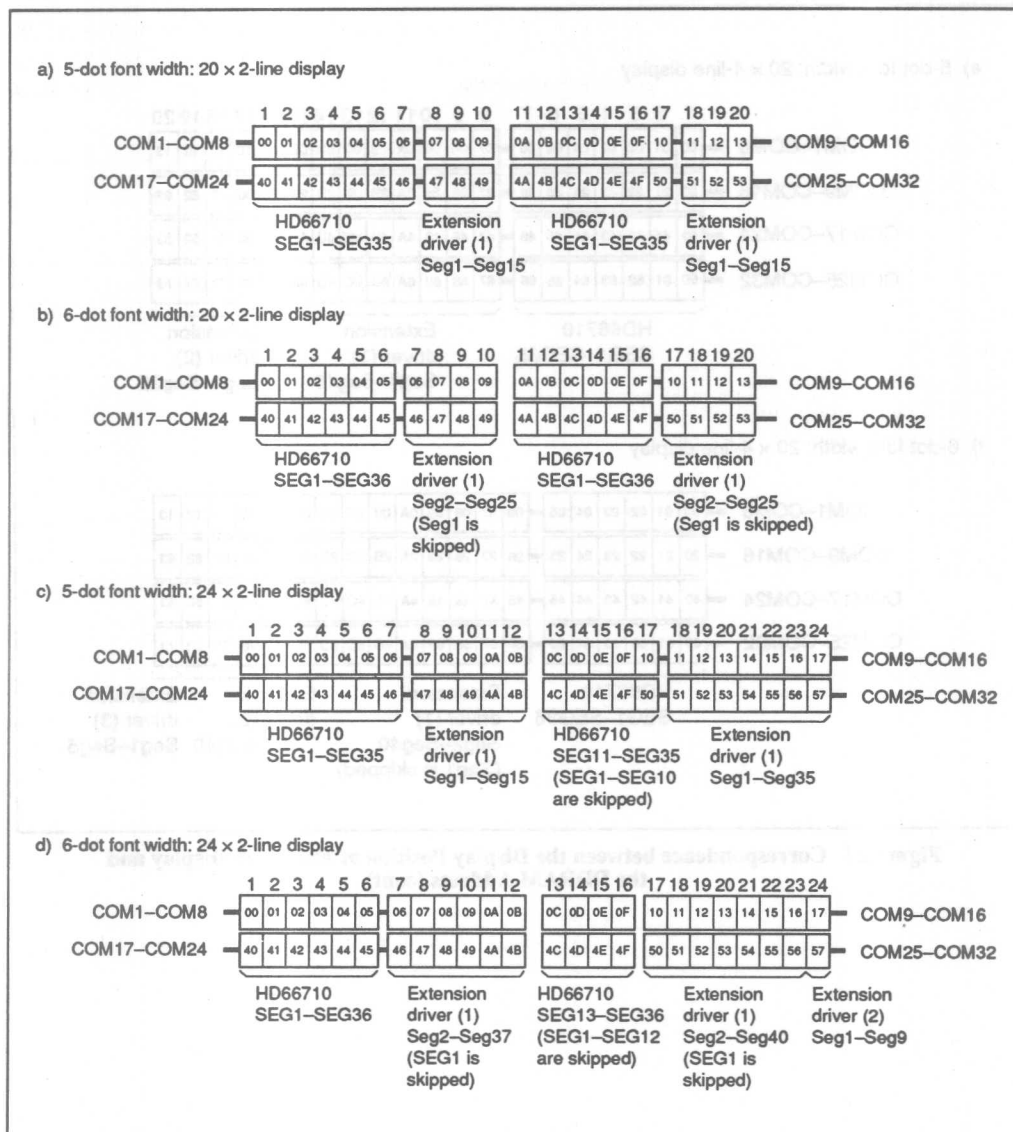 a) 5-dot font width: 20 × 2-line display
1 2 3 4 5 6 7 8 9 10 11 12 13 14 15 16 17 18 19 20
COM1–COM8 00 01 02 03 04 05 06 07 08 09 0A 0B 0C 0D 0E 0F 10 11 12 13 COM9–COM16
COM17–COM24 40 41 42 43 44 45 46 47 48 49 4A 4B 4C 4D 4E 4F 50 51 52 53 COM25–COM32
HD66710 Extension HD66710 Extension
SEG1–SEG35 driver (1) SEG1–SEG35 driver (1)
Seg1–Seg15 Seg1–Seg15
b) 6-dot font width: 20 × 2-line display
1 2 3 4 5 6 7 8 9 10 11 12 13 14 15 16 17 18 19 20
COM1–COM8 00 01 02 03 04 05 06 07 08 09 0A 0B 0C 0D 0E 0F 10 11 12 13 COM9–COM16
COM17–COM24 40 41 42 43 44 45 46 47 48 49 4A 4B 4C 4D 4E 4F 50 51 52 53 COM25–COM32
HD66710 Extension HD66710 Extension
SEG1–SEG36 driver (1) SEG1–SEG36 driver (1)
Seg2–Seg25 Seg2–Seg25
(Seg1 is (Seg1 is skipped)
skipped)
c) 5-dot font width: 24 × 2-line display
1 2 3 4 5 6 7 8 9 10 11 12 13 14 15 16 17 18 19 20 21 22 23 24
COM1–COM8 00 01 02 03 04 05 06 07 08 09 0A 0B 0C 0D 0E 0F 10 11 12 13 14 15 16 17 COM9–COM16
COM17–COM24 40 41 42 43 44 45 46 47 48 49 4A 4B 4C 4D 4E 4F 50 51 52 53 54 55 56 57 COM25–COM32
HD66710 Extension HD66710 Extension
SEG1–SEG35 driver (1) SEG11–SEG35 driver (1)
Seg1–Seg15 (SEG1–SEG10 Seg1–Seg35
are skipped)
d) 6-dot font width: 24 × 2-line display
1 2 3 4 5 6 7 8 9 10 11 12 13 14 15 16 17 18 19 20 21 22 23 24
COM1–COM8 00 01 02 03 04 05 06 07 08 09 0A 0B 0C 0D 0E 0F 10 11 12 13 14 15 16 17 COM9–COM16
COM17–COM24 40 41 42 43 44 45 46 47 48 49 4A 4B 4C 4D 4E 4F 50 51 52 53 54 55 56 57 COM25–COM32
HD66710 Extension HD66710 Extension Extension
SEG1–SEG36 driver (1) SEG13–SEG36 driver (1) driver (2)
Seg2–Seg37 (SEG1–SEG12 Seg2–Seg40 Seg1–Seg9
(SEG1 is are skipped) (SEG1 is
skipped) skipped)